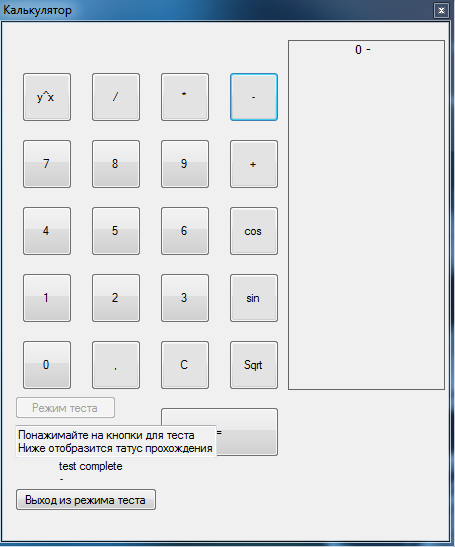 Калькулятор
x
0 -
y^x
/
*
-
7
8
9
+
4
5
6
cos
1
2
3
sin
0
,
C
Sqrt
Режим теста
=
Понажимайте на кнопки для теста
Ниже отобразится татус прохождения
test complete
-
Выход из режима теста